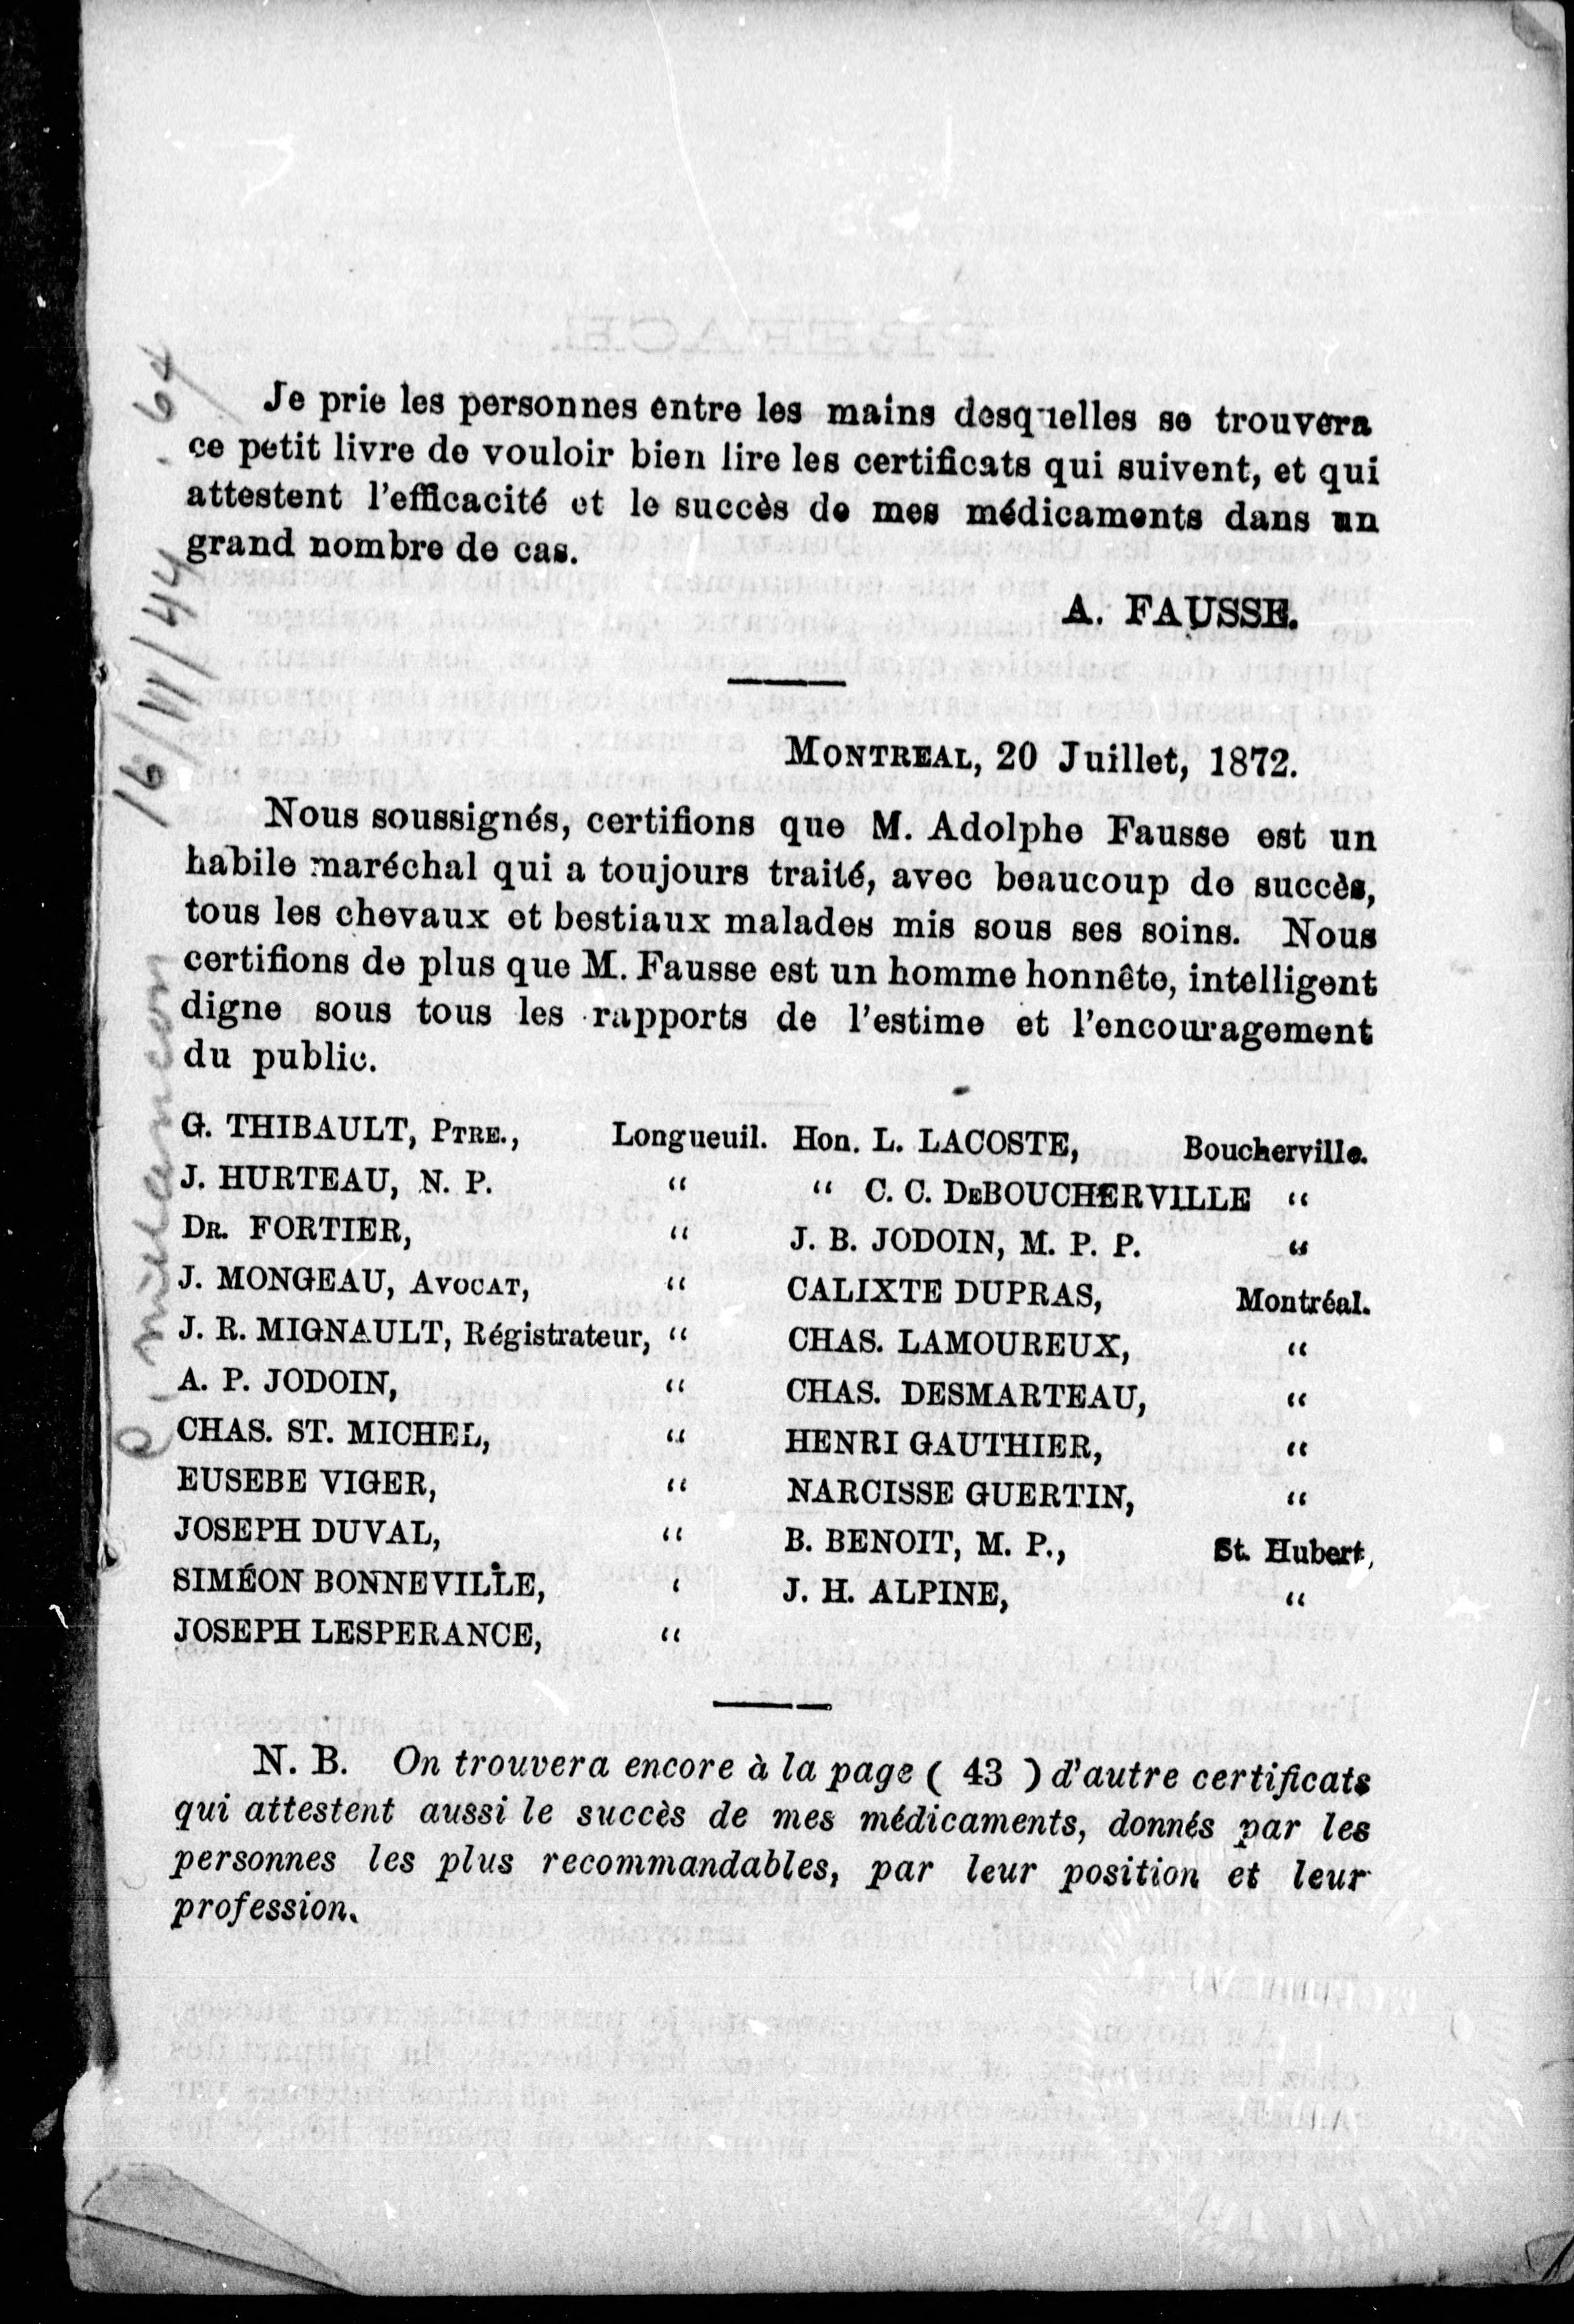 Je prie les personnes entre les mains desquelles se trouvera
ce petit livre de vouloir bien lire les certificats qui suivent, et qui
attestent l'efficacité et le succès de mes médicaments dans un
grand nombre de cas.
A. FAUSSE.
MONTREAL, 20 Juillet, 1872.
Nous soussignés, certifions que M. Adolphe Fausse est un
habile maréchal qui a toujours traité, avec beaucoup de succès,
tous les chevaux et bestiaux malades mis sous ses soins. Nous
certifions de plus que M. Fausse est un homme honnête, intelligent
digne sous tous les rapports de l'estime et l'encouragement
du public.
G. THIBAULT, PTRE., Longueuil.
J. HURTEAU, N. P. "
DR. FORTIER, "
J. MONGEAU, AVOCAT, "
J. R. MIGNAULT, Régistrateur, "
A. P. JODOIN, "
CHAS. ST. MICHEL, "
EUSEBE VIGER, "
JOSEPH DUVAL, "
SIMÉON BONNEVILLE, '
JOSEPH LESPERANCE, "
Hon. L. LACOSTE, Boucherville.
" C. C. DEBOUCHERVILLE "
J. B. JODOIN, M. P. P. "
CALIXTE DUPRAS, Montréal.
CHAS. LAMOUREUX, "
CHAS. DESMARTEAU, "
HENRI GAUTHIER, "
NARCISSE GUERTIN, "
B. BENOIT, M. P., St. Hubert,
J. H. ALPINE, "
N. B. On trouvera encore à la page ( 43 ) d'autre certificats
qui attestent aussi le succès de mes médicaments, donnés par les
personnes les plus recommandables, par leur position et leur
profession.
16/III/44